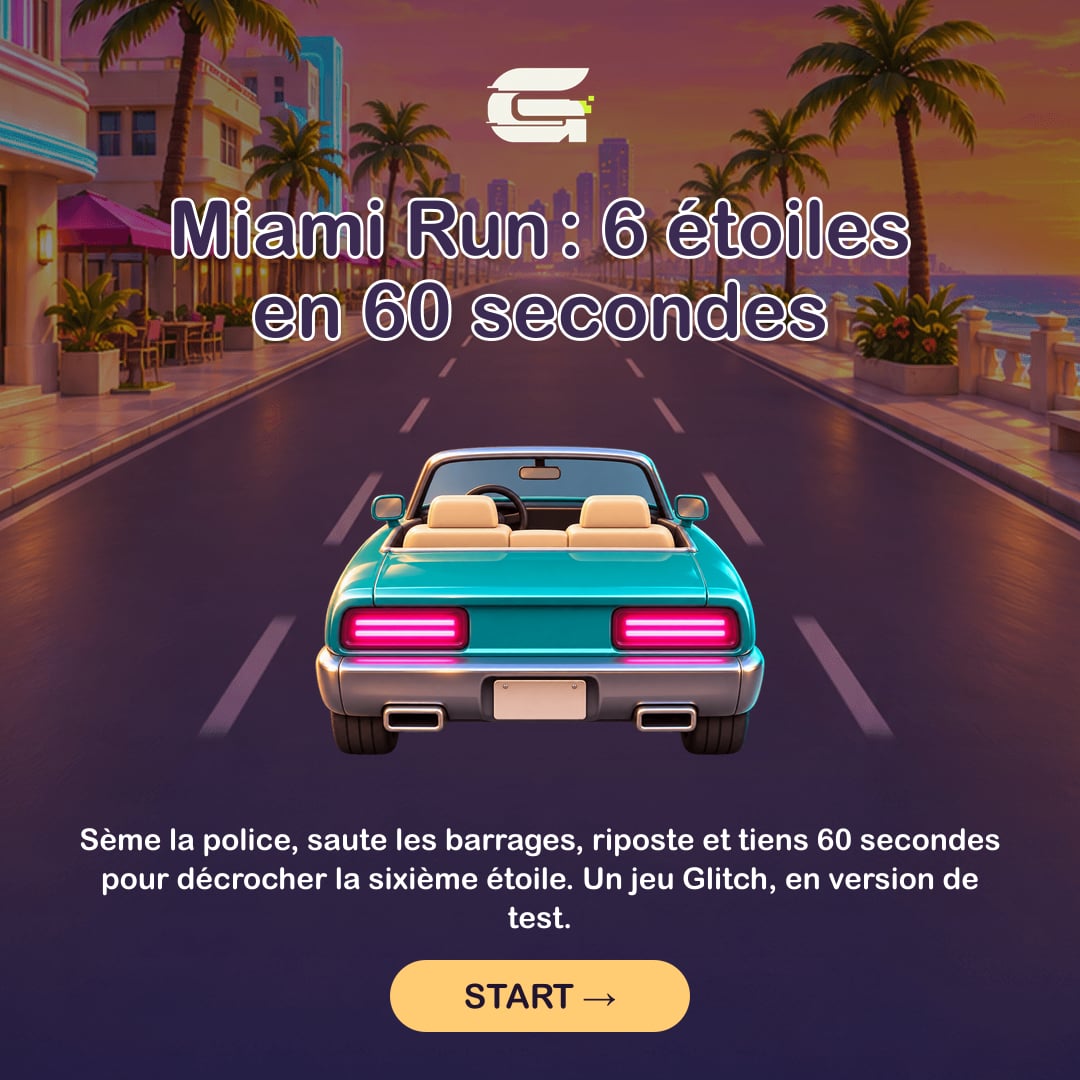 Miami Run : 6 étoiles
en 60 secondes
Sème la police, saute les barrages, riposte et tiens 60 secondes
pour décrocher la sixième étoile. Un jeu Glitch, en version de
test.
START →